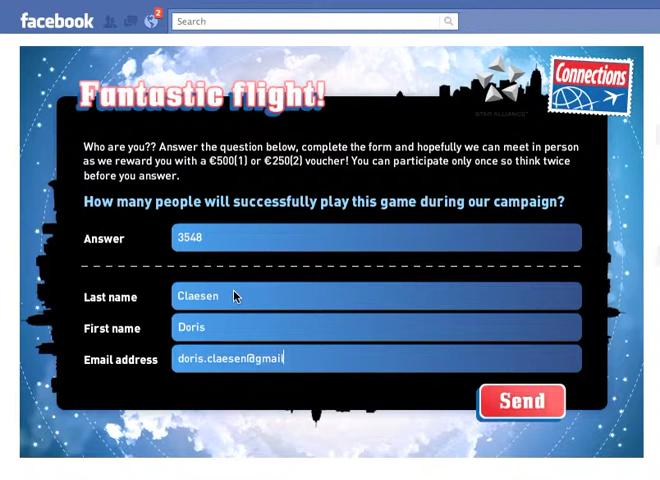 facebook
2
Search
Fantastic flight!
STAR ALLIANCE
Connections
Who are you?? Answer the question below, complete the form and hopefully we can meet in person
as we reward you with a €500(1) or €250(2) voucher! You can participate only once so think twice
before you answer.
How many people will successfully play this game during our campaign?
Answer
3548
Last name
Claesen
First name
Doris
Email address
doris.claesen@gmail
Send